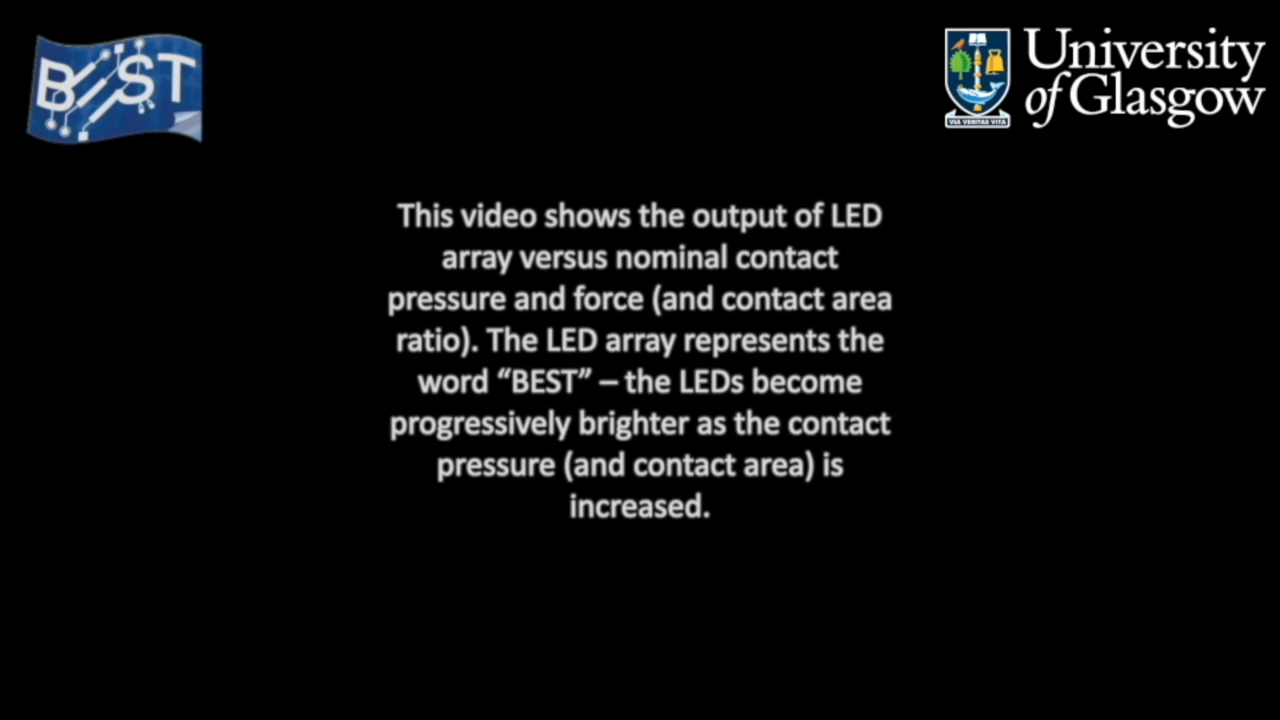 BEST
University
of Glasgow
VIA VERITAS VITA
This video shows the output of LED
array versus nominal contact
pressure and force (and contact area
ratio). The LED array represents the
word “BEST” – the LEDs become
progressively brighter as the contact
pressure (and contact area) is
increased.